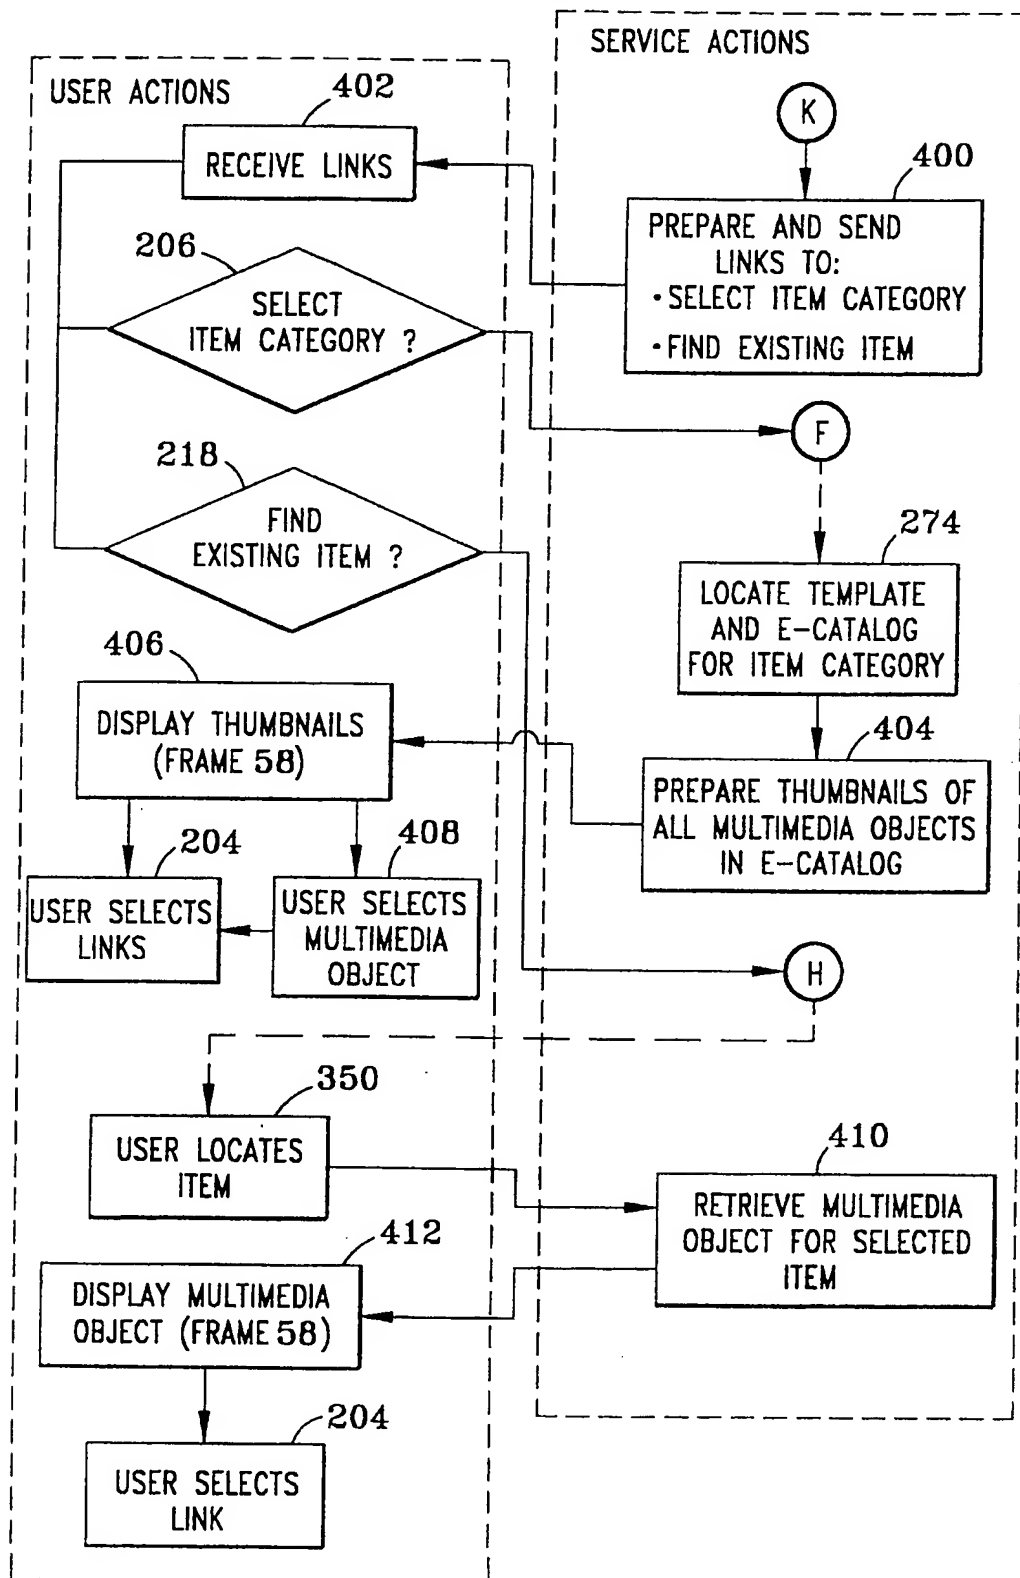 SERVICE ACTIONS
USER ACTIONS
402
K
RECEIVE LINKS
400
PREPARE AND SEND
LINKS TO:
•SELECT ITEM CATEGORY
•FIND EXISTING ITEM
206
SELECT
ITEM CATEGORY ?
F
218
FIND
EXISTING ITEM ?
274
LOCATE TEMPLATE
AND E-CATALOG
FOR ITEM CATEGORY
406
DISPLAY THUMBNAILS
(FRAME 58)
404
PREPARE THUMBNAILS OF
ALL MULTIMEDIA OBJECTS
IN E-CATALOG
204
USER SELECTS
LINKS
408
USER SELECTS
MULTIMEDIA
OBJECT
H
350
USER LOCATES
ITEM
410
RETRIEVE MULTIMEDIA
OBJECT FOR SELECTED
ITEM
412
DISPLAY MULTIMEDIA
OBJECT (FRAME 58)
204
USER SELECTS
LINK